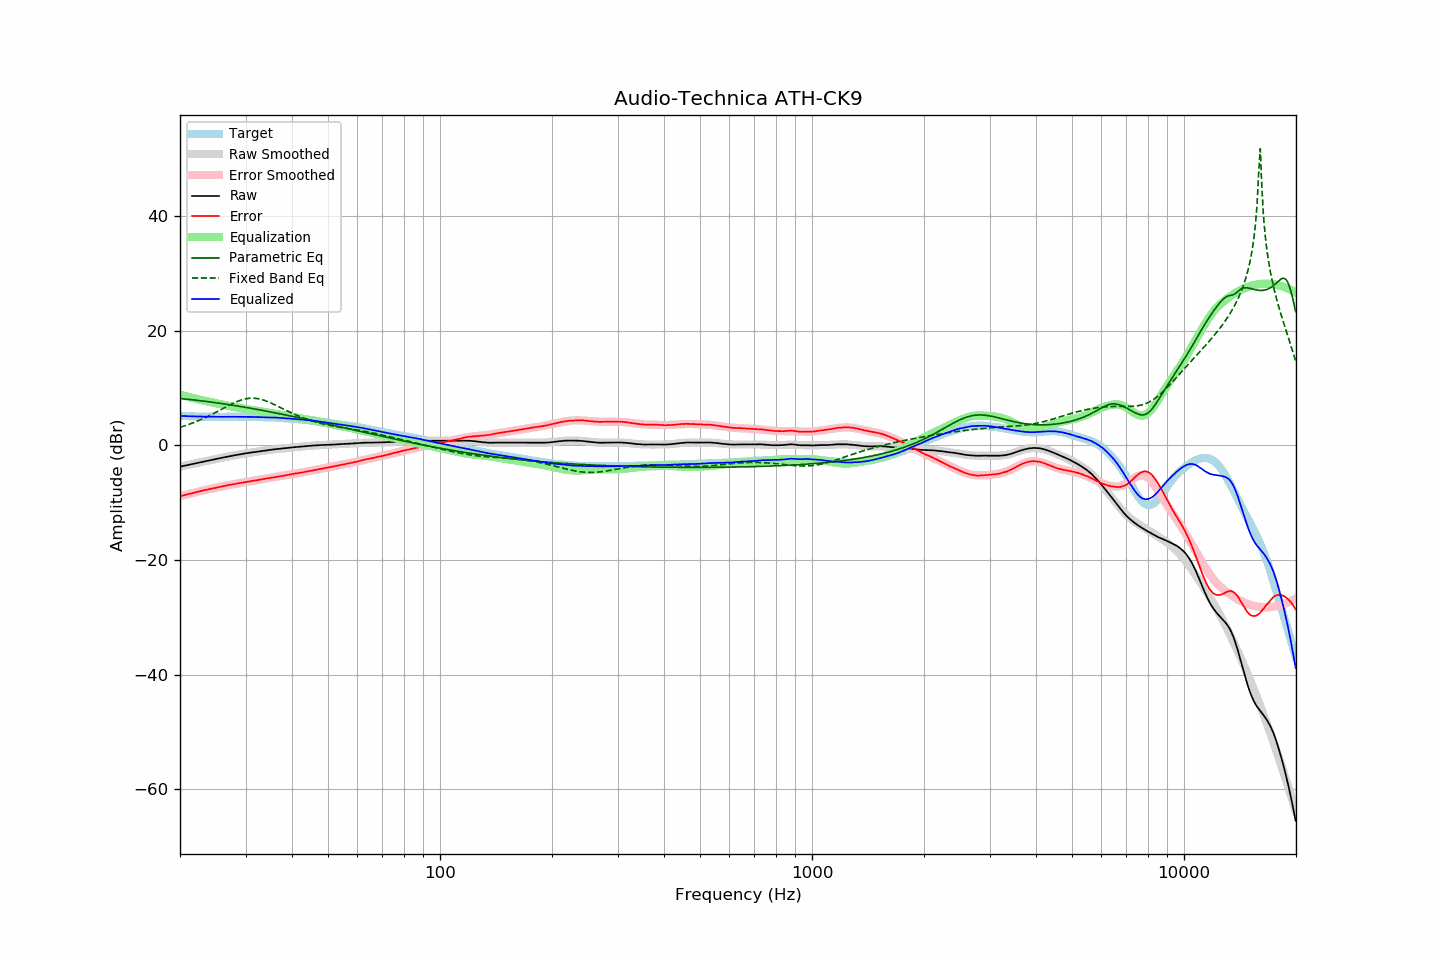 Audio-Technica ATH-CK9
Target
Raw Smoothed
Error Smoothed
Raw
Error
Equalization
Parametric Eq
Fixed Band Eq
Equalized
40
20
0
−20
−40
−60
Amplitude (dBr)
100
1000
10000
Frequency (Hz)